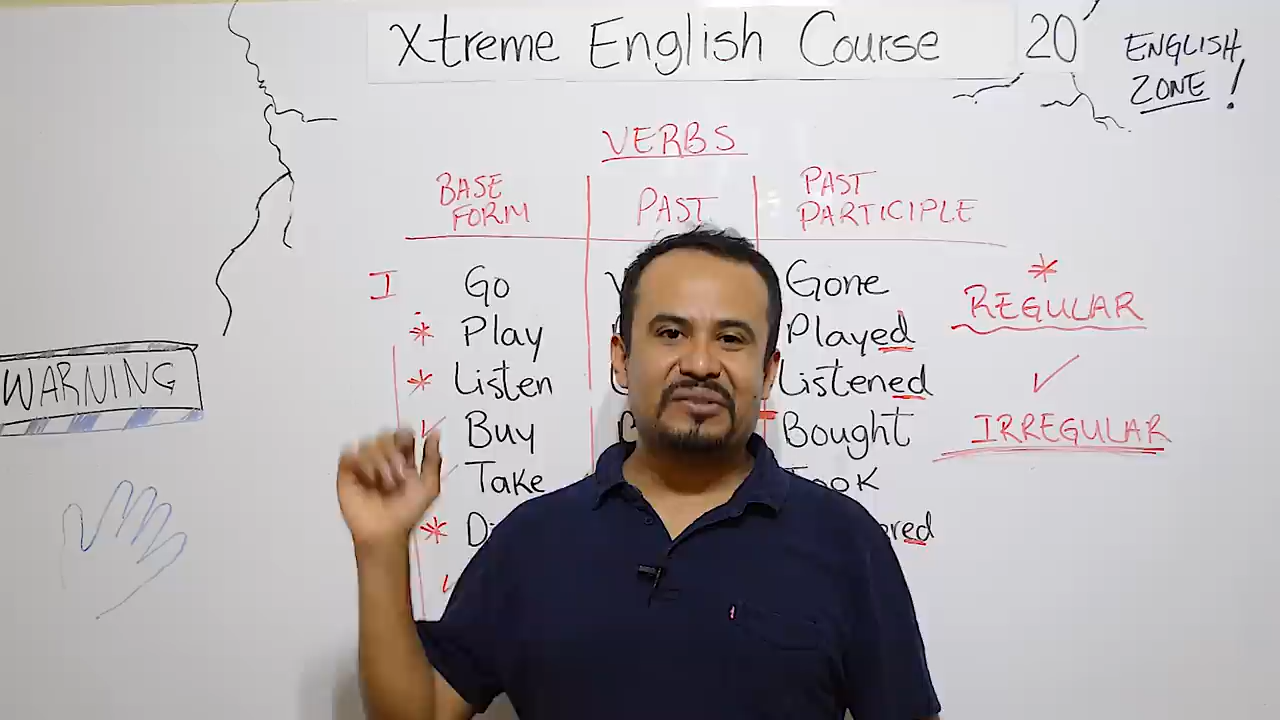 Xtreme English Course 20
ENGLISH
ZONE!
VERBS
BASE
FORM
PAST
PAST
PARTICIPLE
I Go Gone
* Play Played
* Listen Listened
✓ Buy Bought
Take
*
✓
*
REGULAR
✓
IRREGULAR
WARNING